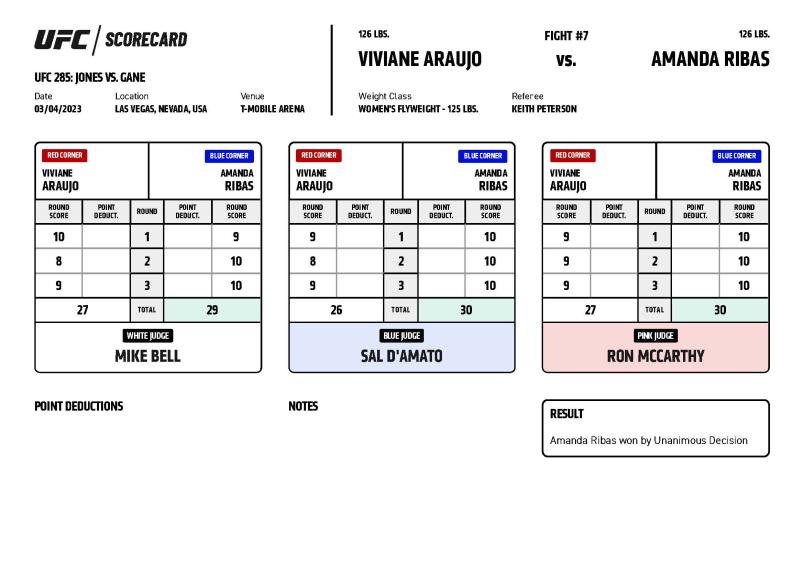 UFC / SCORECARD
UFC 285: JONES VS. GANE
Date Location Venue
03/04/2023 LAS VEGAS, NEVADA, USA T-MOBILE ARENA
126 LBS. FIGHT #7 126 LBS.
VIVIANE ARAUJO VS. AMANDA RIBAS
Weight Class Referee
WOMEN'S FLYWEIGHT - 125 LBS. KEITH PETERSON
RED CORNER BLUE CORNER
VIVIANE AMANDA
ARAUJO RIBAS
ROUND SCORE POINT DEDUCT. ROUND POINT DEDUCT. ROUND SCORE
10 1 9
8 2 10
9 3 10
27 TOTAL 29
WHITE JUDGE
MIKE BELL
RED CORNER BLUE CORNER
VIVIANE AMANDA
ARAUJO RIBAS
ROUND SCORE POINT DEDUCT. ROUND POINT DEDUCT. ROUND SCORE
9 1 10
8 2 10
9 3 10
26 TOTAL 30
BLUE JUDGE
SAL D'AMATO
RED CORNER BLUE CORNER
VIVIANE AMANDA
ARAUJO RIBAS
ROUND SCORE POINT DEDUCT. ROUND POINT DEDUCT. ROUND SCORE
9 1 10
9 2 10
9 3 10
27 TOTAL 30
PINK JUDGE
RON MCCARTHY
POINT DEDUCTIONS
NOTES
RESULT
Amanda Ribas won by Unanimous Decision